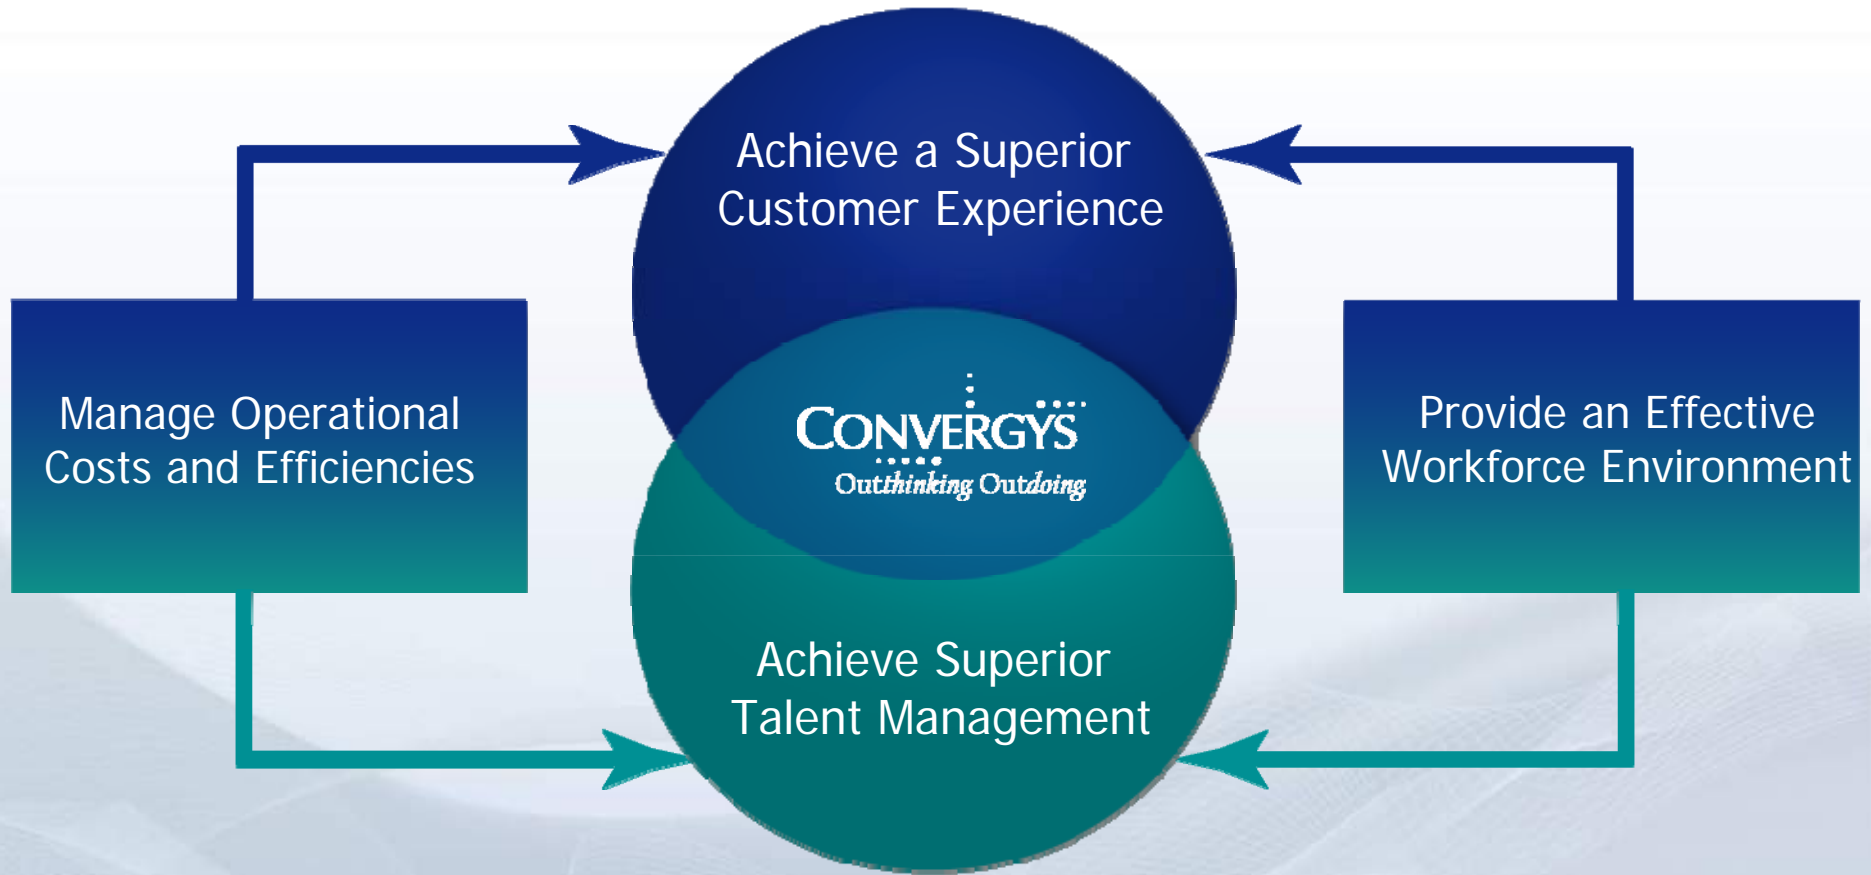 Achieve a Superior
Customer Experience
Manage Operational
Costs and Efficiencies
CONVERGYS
Outthinking Outdoing
Provide an Effective
Workforce Environment
Achieve Superior
Talent Management